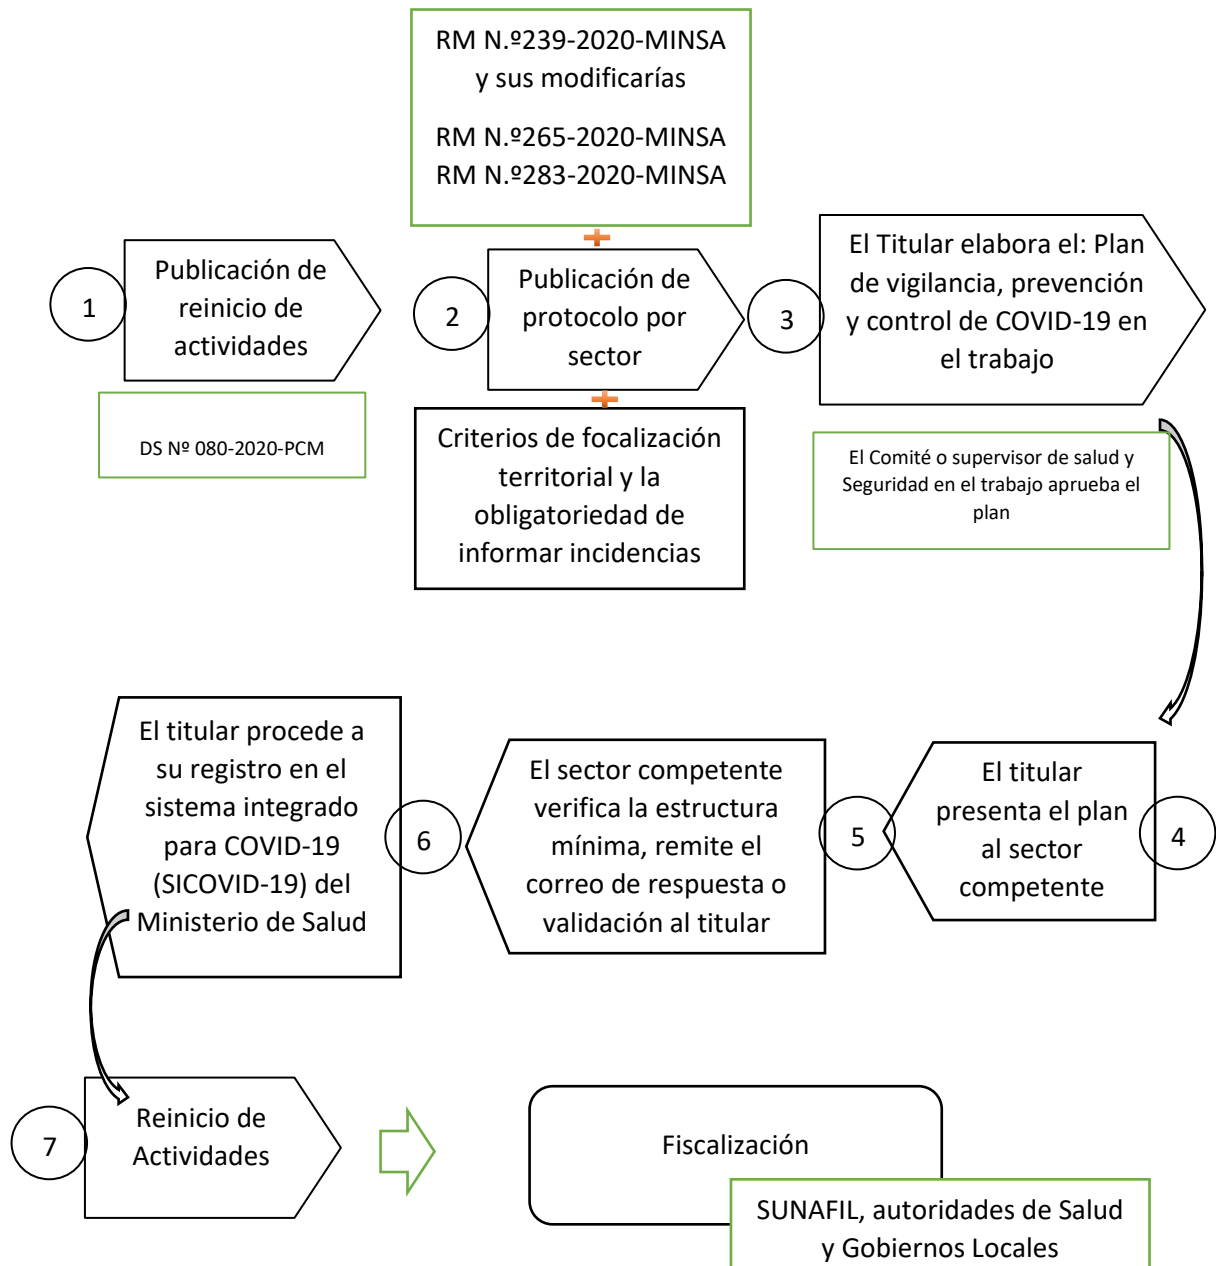 RM N.º239-2020-MINSA
y sus modificarías
RM N.º265-2020-MINSA
RM N.º283-2020-MINSA
1
Publicación de
reinicio de
actividades
DS Nº 080-2020-PCM
2
Publicación de
protocolo por
sector
Criterios de focalización
territorial y la
obligatoriedad de
informar incidencias
3
El Titular elabora el: Plan
de vigilancia, prevención
y control de COVID-19 en
el trabajo
El Comité o supervisor de salud y
Seguridad en el trabajo aprueba el
plan
4
El titular
presenta el plan
al sector
competente
5
El sector competente
verifica la estructura
mínima, remite el
correo de respuesta o
validación al titular
6
El titular procede a
su registro en el
sistema integrado
para COVID-19
(SICOVID-19) del
Ministerio de Salud
7
Reinicio de
Actividades
Fiscalización
SUNAFIL, autoridades de Salud
y Gobiernos Locales